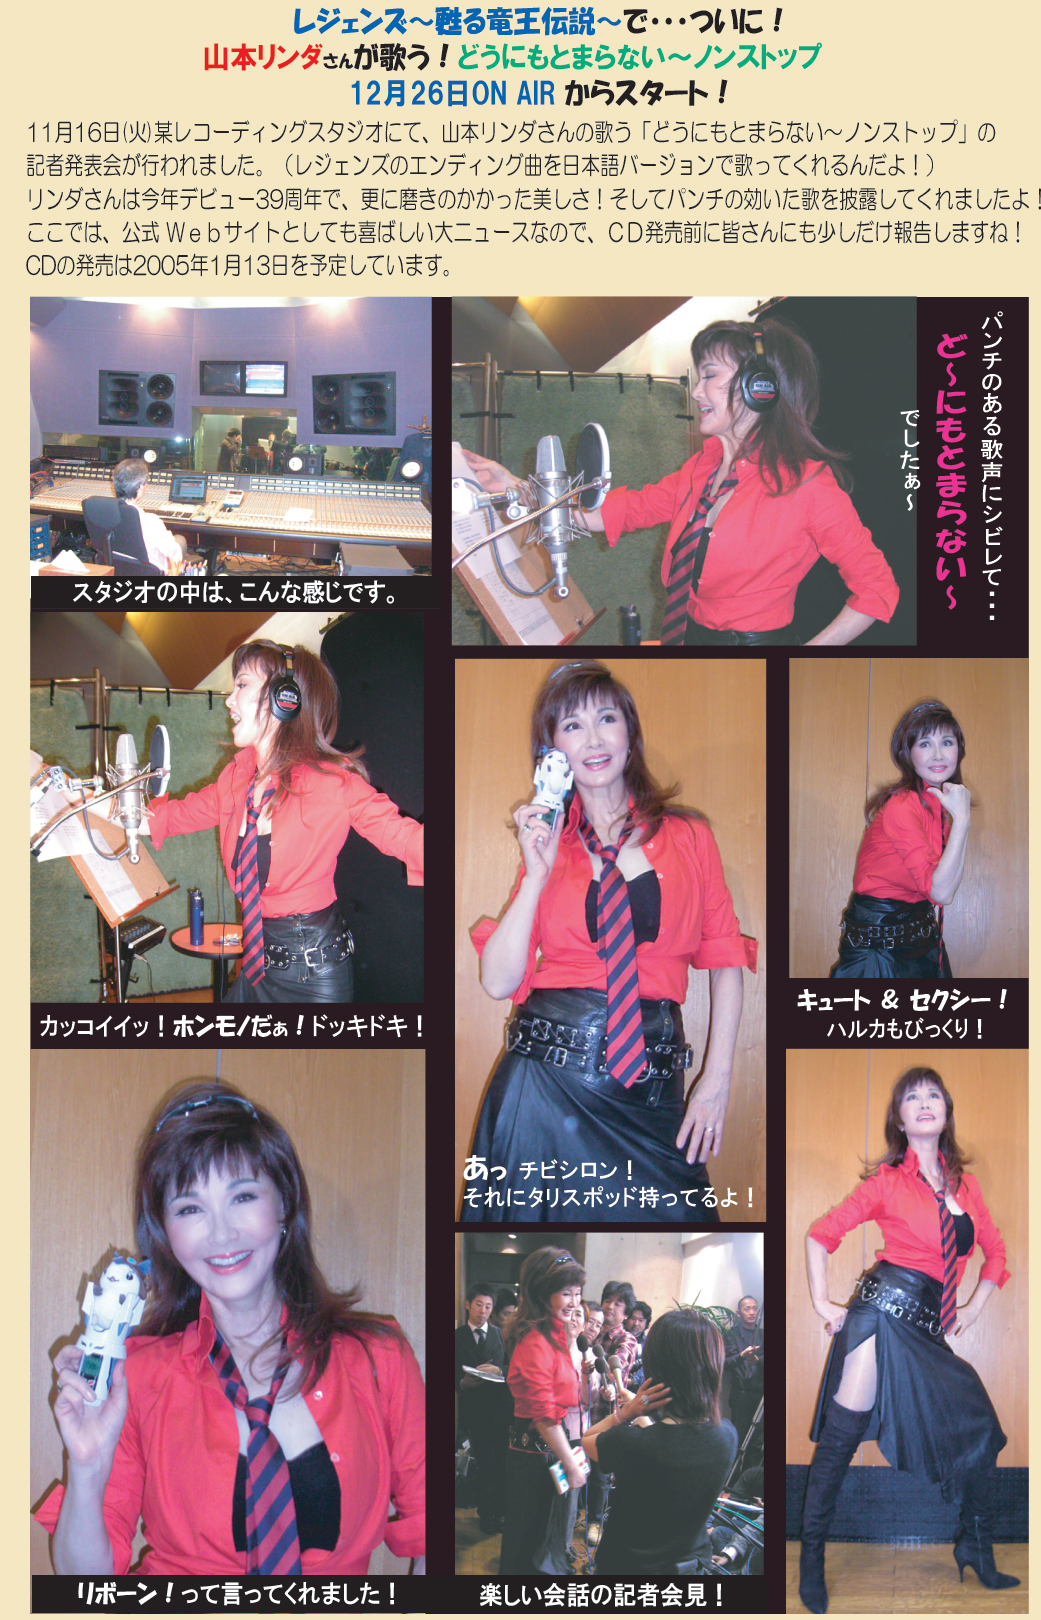 レジェンズ～甦る竜王伝説～で・・・ついに！
山本リンダさんが歌う！どうにもとまらない～ノンストップ
12月26日ON AIR からスタート！
11月16日(火)某レコーディングスタジオにて、山本リンダさんの歌う「どうにもとまらない～ノンストップ」の
記者発表会が行われました。（レジェンズのエンディング曲を日本語バージョンで歌ってくれるんだよ！）
リンダさんは今年デビュー39周年で、更に磨きのかかった美しさ！そしてパンチの効いた歌を披露してくれましたよ！
ここでは、公式Ｗｅｂサイトとしても喜ばしい大ニュースなので、ＣＤ発売前に皆さんにも少しだけ報告しますね！
CDの発売は2005年1月13日を予定しています。
パンチのある歌声にシビレて・・・
ど～にもとまらない～
でしたぁ～
スタジオの中は、こんな感じです。
カッコイイッ！ホンモノだぁ！ドッキドキ！
キュート ＆ セクシー！
ハルカもびっくり！
あっ チビシロン！
それにタリスポッド持ってるよ！
リボーン！って言ってくれました！
楽しい会話の記者会見！